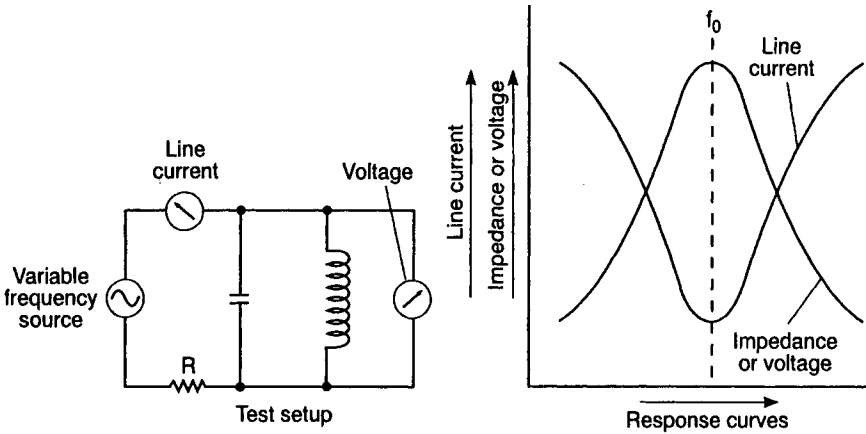 Line
current
Voltage
Variable
frequency
source
R
Test setup
Line current
Impedance or voltage
f0
Line
current
Impedance
or voltage
Response curves